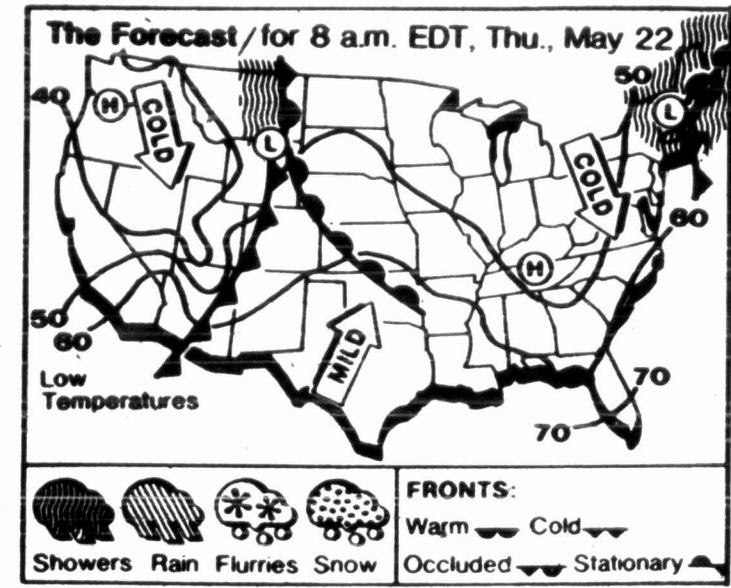 The Forecast/for 8 a.m. EDT, Thu., May 22
50
40
H
COLD
L
L
COLD
60
H
50
60
MILD
Low
Temperatures
70
70
Showers Rain Flurries Snow
FRONTS:
Warm Cold
Occluded Stationary